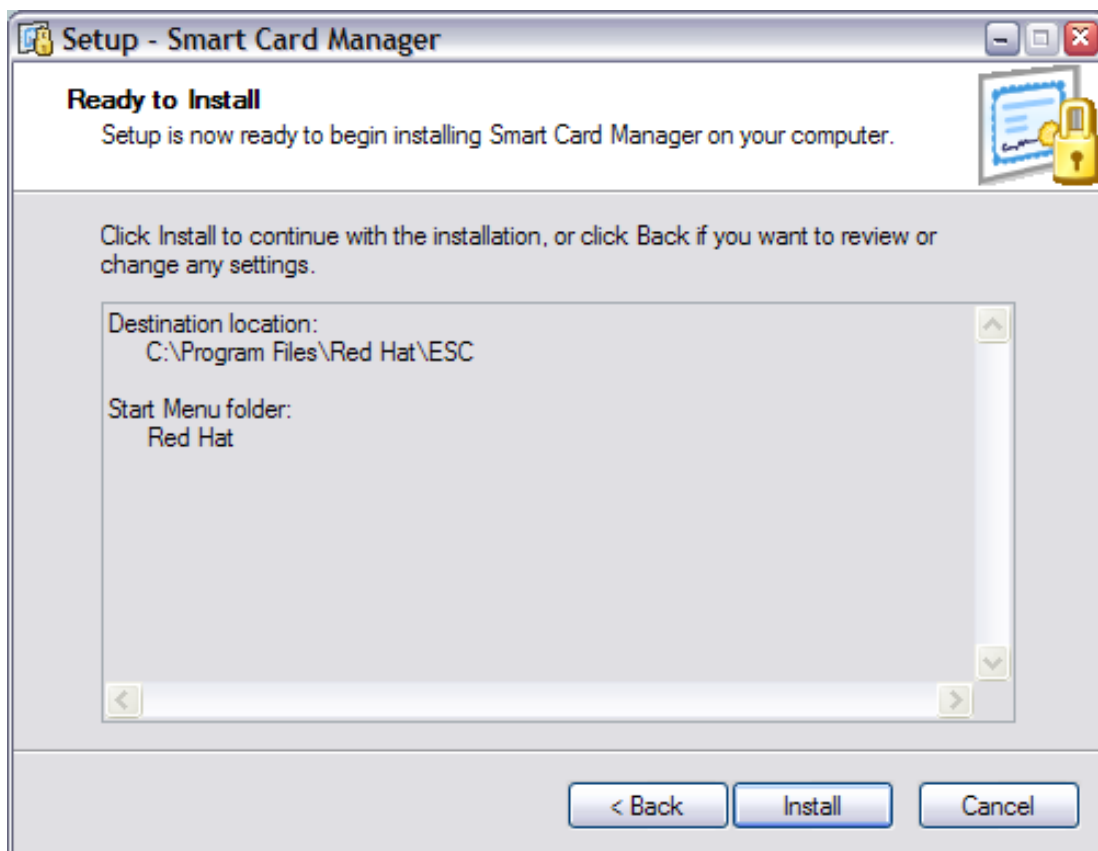 Setup - Smart Card Manager
Ready to Install
Setup is now ready to begin installing Smart Card Manager on your computer.
Click Install to continue with the installation, or click Back if you want to review or
change any settings.
Destination location:
C:\Program Files\Red Hat\ESC
Start Menu folder:
Red Hat
< Back
Install
Cancel